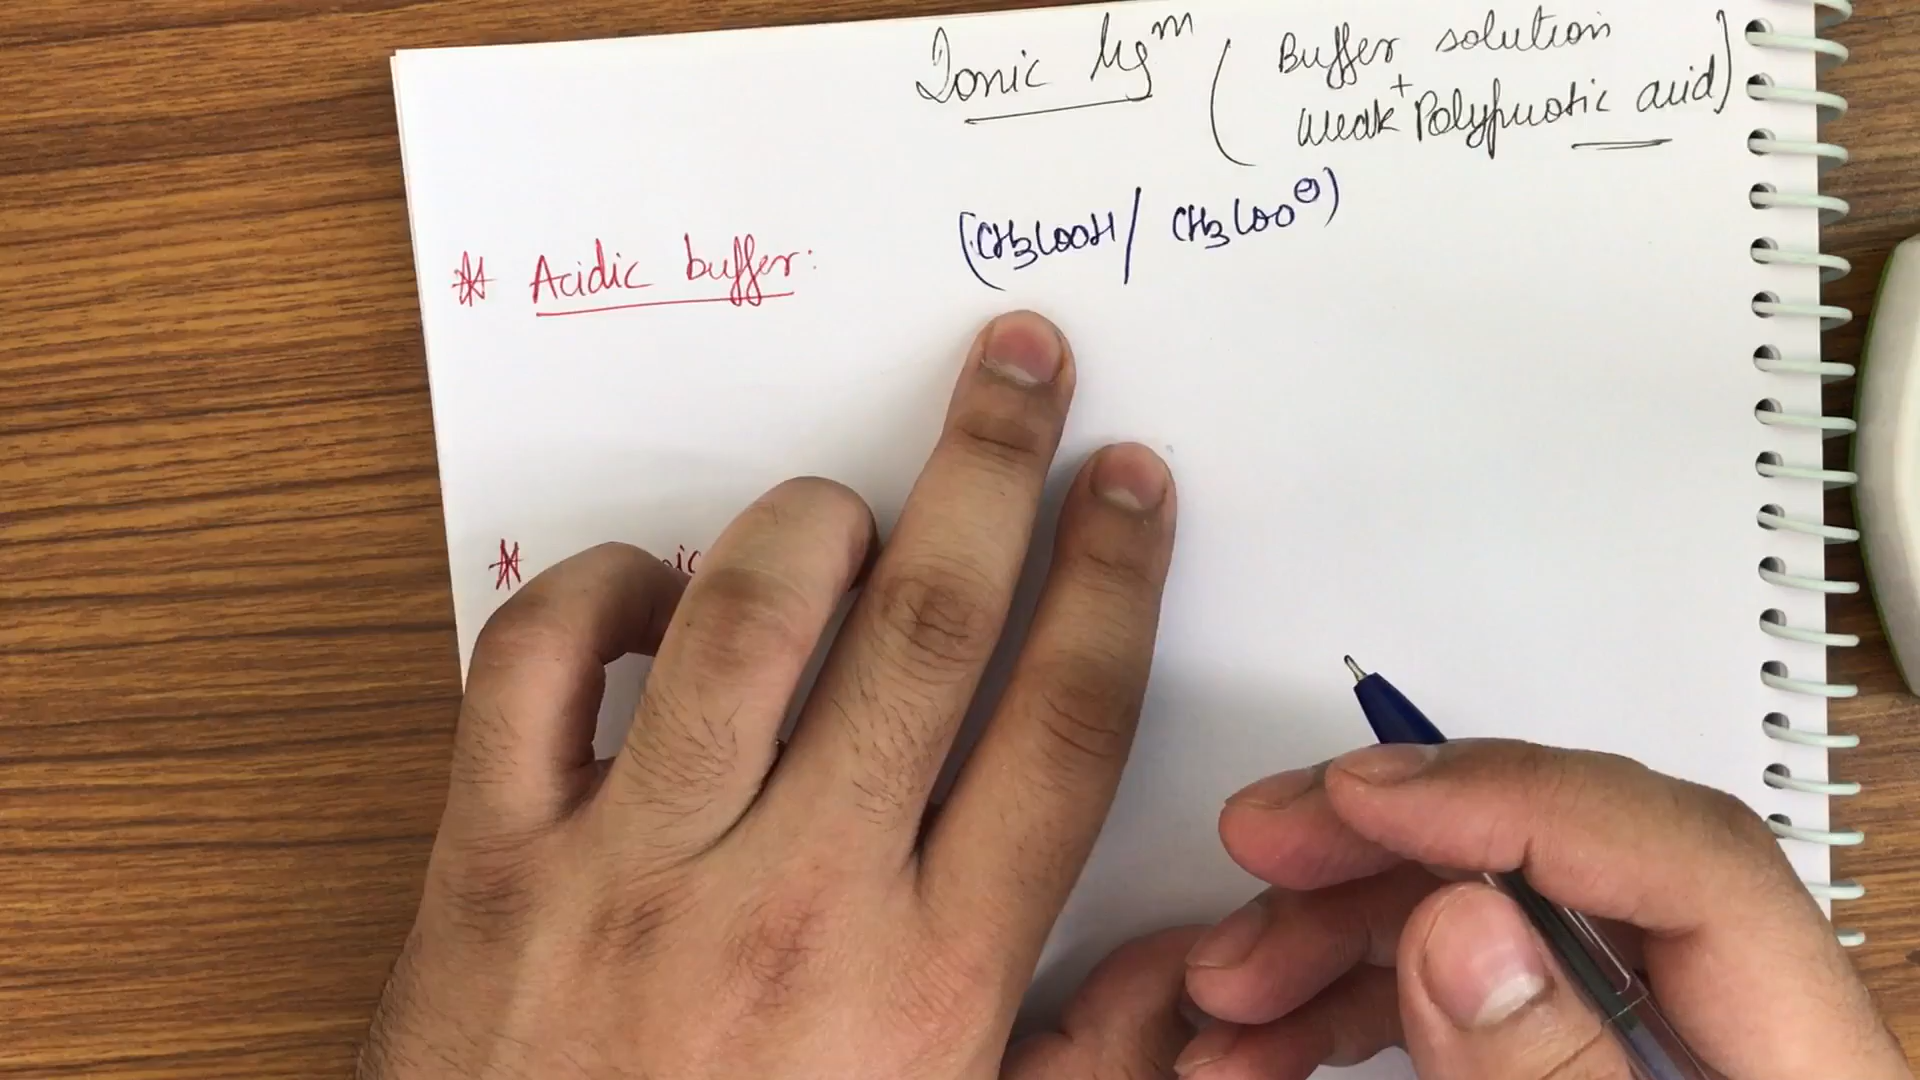 Ionic Eqᵐ ( Buffer solution
+
Weak Polyprotic acid)
* Acidic buffer: (CH3COOH / CH3COO⊖)
*